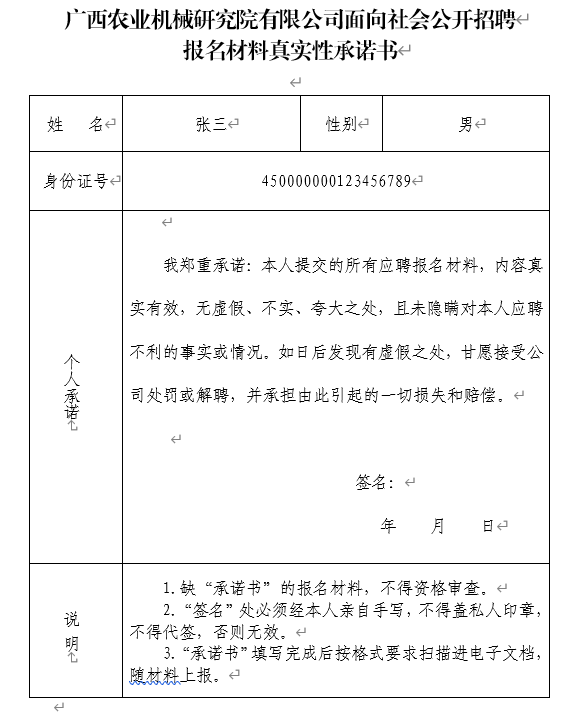 广西农业机械研究院有限公司面向社会公开招聘
报名材料真实性承诺书
姓 名 张三 性别 男
身份证号 450000000123456789
个人承诺
我郑重承诺：本人提交的所有应聘报名材料，内容真
实有效，无虚假、不实、夸大之处，且未隐瞒对本人应聘
不利的事实或情况。如日后发现有虚假之处，甘愿接受公
司处罚或解聘，并承担由此引起的一切损失和赔偿。
签名：
年 月 日
说明
1.缺“承诺书”的报名材料，不得资格审查。
2.“签名”处必须经本人亲自手写，不得盖私人印章，
不得代签，否则无效。
3.“承诺书”填写完成后按格式要求扫描进电子文档，
随材料上报。